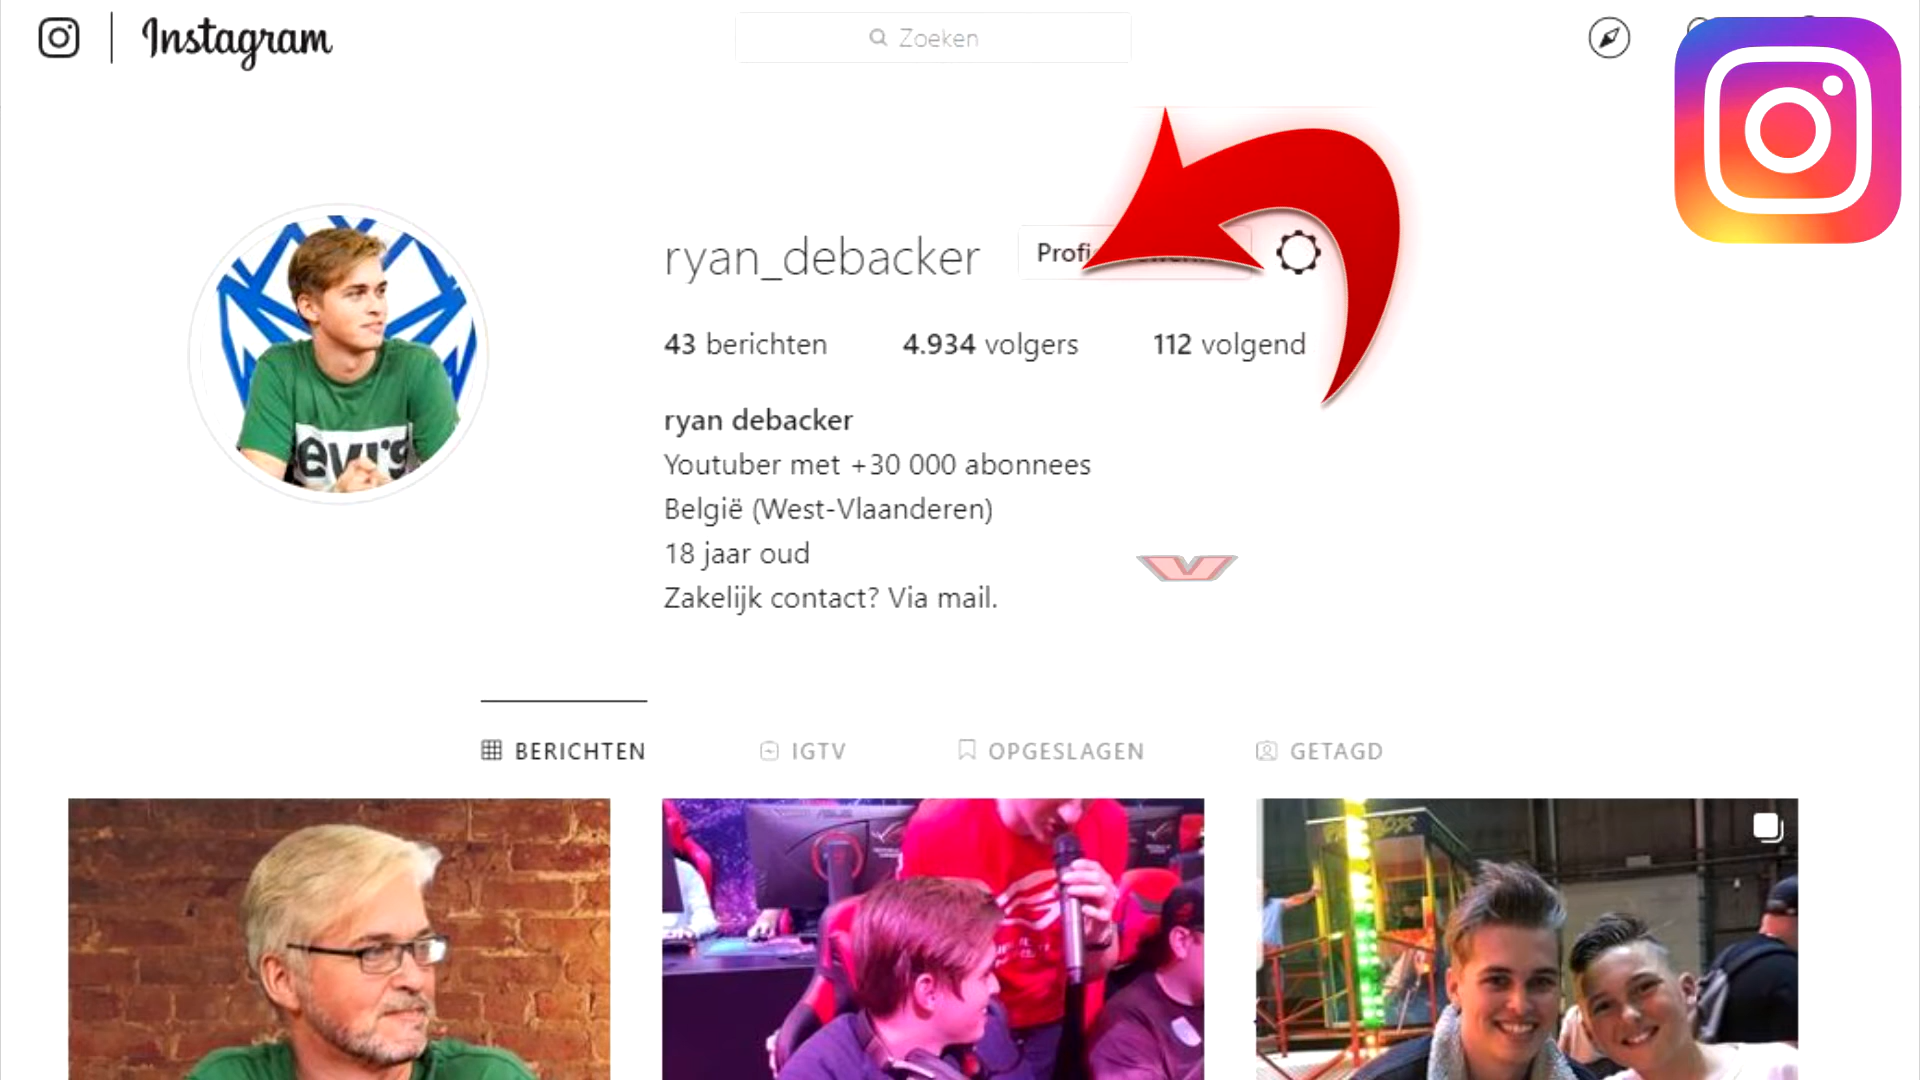 Instagram
Zoeken
ryan_debacker
43 berichten 4.934 volgers 112 volgend
ryan debacker
Youtuber met +30 000 abonnees
België (West-Vlaanderen)
18 jaar oud
Zakelijk contact? Via mail.
BERICHTEN IGTV OPGESLAGEN GETAGD